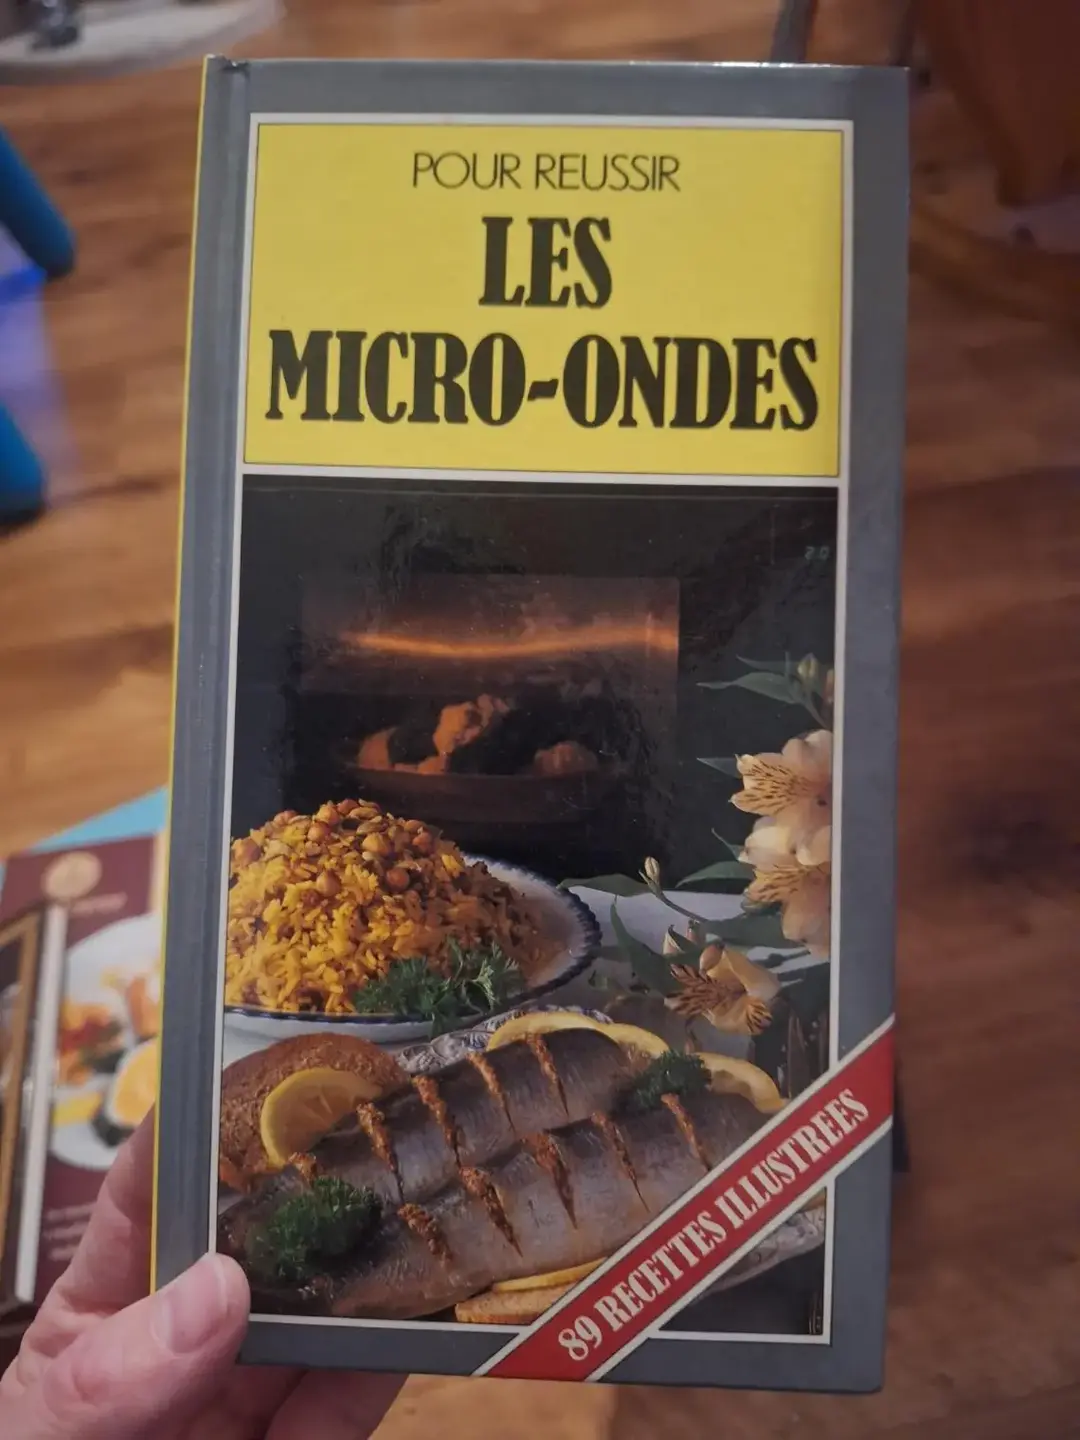 POUR REUSSIR
LES
MICRO-ONDES
89 RECETTES ILLUSTREES